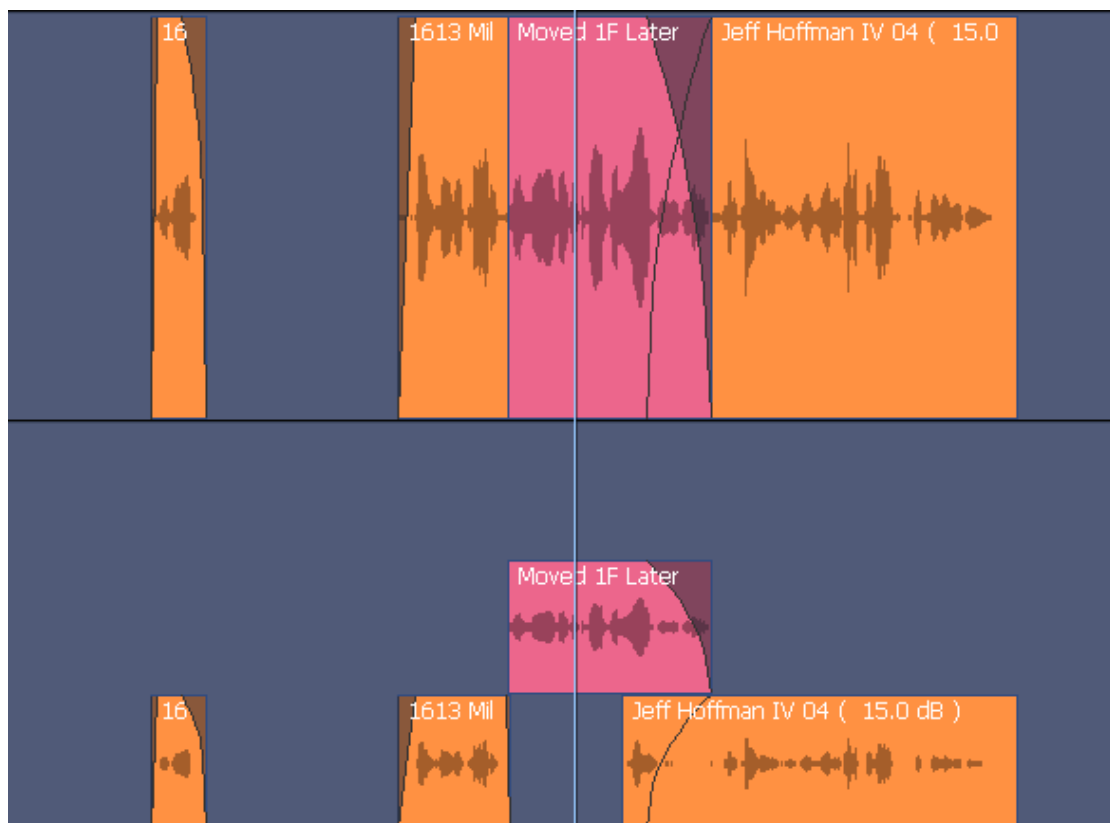 16
1613 Mil
Moved 1F Later
Jeff Hoffman IV 04 (  15.0
Moved 1F Later
16
1613 Mil
Jeff Hoffman IV 04 (  15.0 dB )